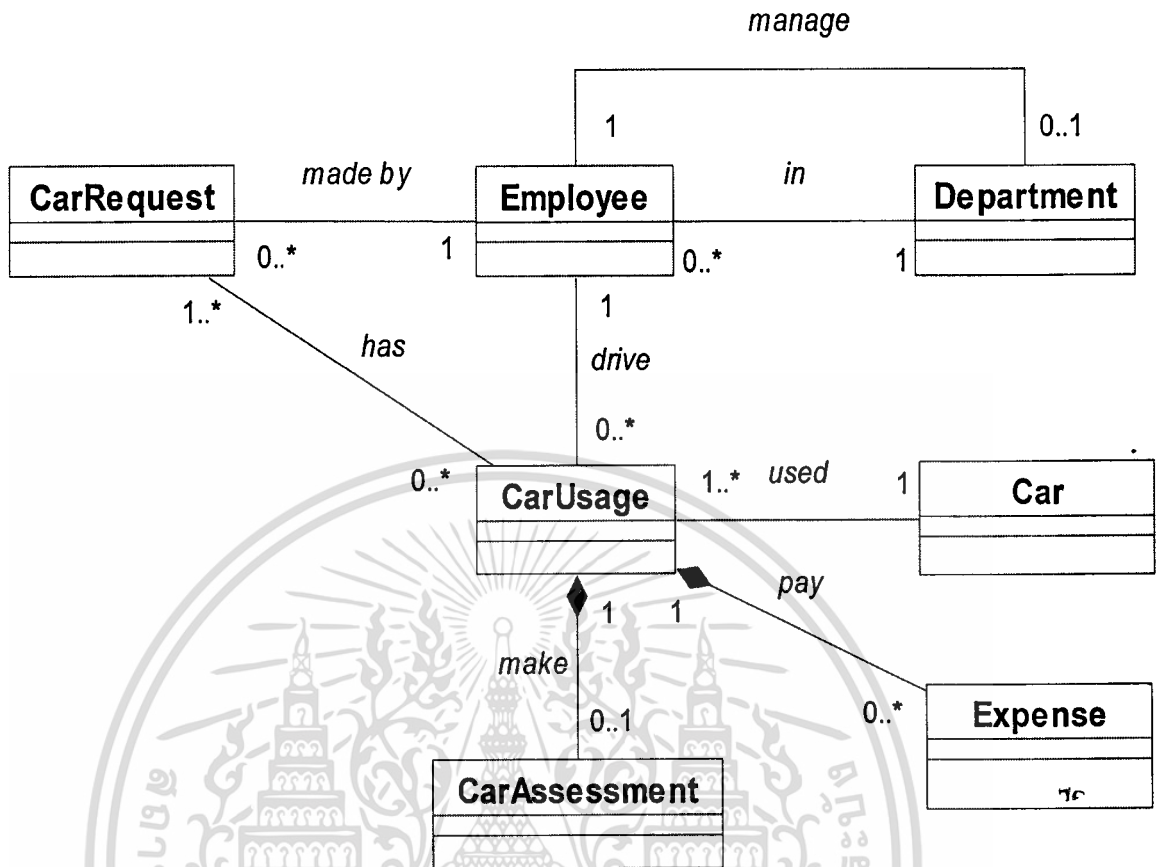 manage
1
0..1
CarRequest
made by
Employee
in
Department
0..*
1
0..*
1
1..*
has
1
drive
0..*
0..*
CarUsage
1..*
used
1
Car
pay
1
1
make
0..1
0..*
Expense
CarAssessment